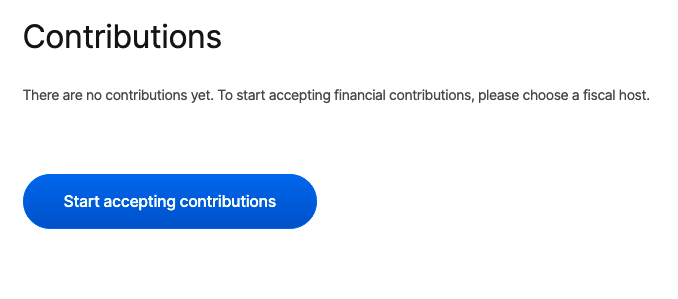 Contributions
There are no contributions yet. To start accepting financial contributions, please choose a fiscal host.
Start accepting contributions